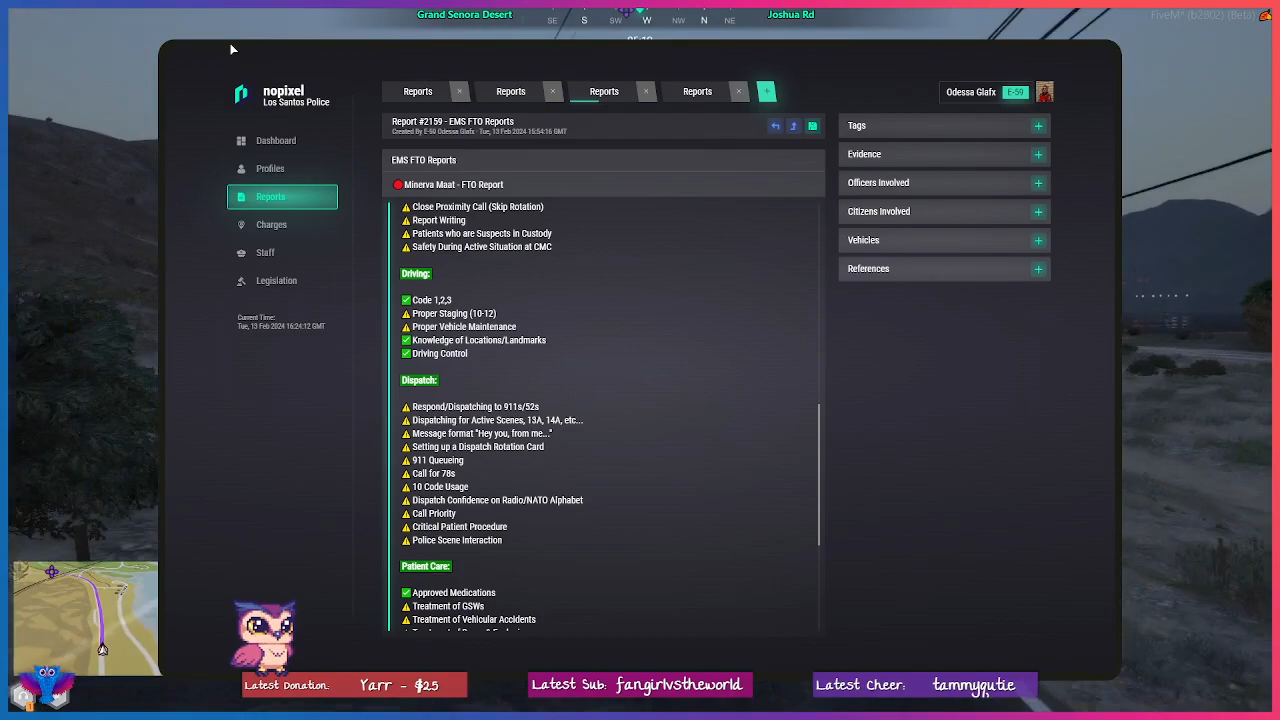 Grand Senora Desert
SE S SW W NW N NE
Joshua Rd
FiveM* (b2802) (Beta)
nopixel
Los Santos Police
Reports × Reports × Reports × Reports × +
Odessa Glafx E-59
Dashboard
Profiles
Reports
Charges
Staff
Legislation
Current Time:
Tue, 13 Feb 2024 16:24:12 GMT
Report #2159 - EMS FTO Reports
Created By E-59 Odessa Glafx - Tue, 13 Feb 2024 15:54:16 GMT
EMS FTO Reports
Minerva Maat - FTO Report
Close Proximity Call (Skip Rotation)
Report Writing
Patients who are Suspects in Custody
Safety During Active Situation at CMC
Driving:
Code 1,2,3
Proper Staging (10-12)
Proper Vehicle Maintenance
Knowledge of Locations/Landmarks
Driving Control
Dispatch:
Respond/Dispatching to 911s/52s
Dispatching for Active Scenes, 13A, 14A, etc...
Message format "Hey you, from me..."
Setting up a Dispatch Rotation Card
911 Queueing
Call for 78s
10 Code Usage
Dispatch Confidence on Radio/NATO Alphabet
Call Priority
Critical Patient Procedure
Police Scene Interaction
Patient Care:
Approved Medications
Treatment of GSWs
Treatment of Vehicular Accidents
Tags +
Evidence +
Officers Involved +
Citizens Involved +
Vehicles +
References +
Latest Donation: Yarr - $25
Latest Sub: fangirlvstheworld
Latest Cheer: tammyqutie